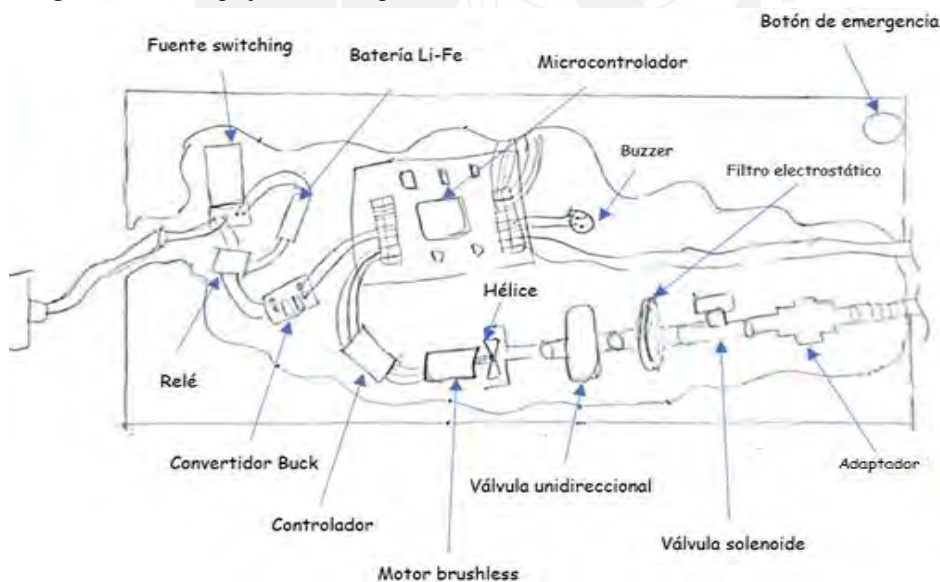 Botón de emergencia
Fuente switching
Batería Li-Fe
Microcontrolador
Buzzer
Filtro electrostático
Hélice
Relé
Convertidor Buck
Adaptador
Válvula unidireccional
Controlador
Válvula solenoide
Motor brushless